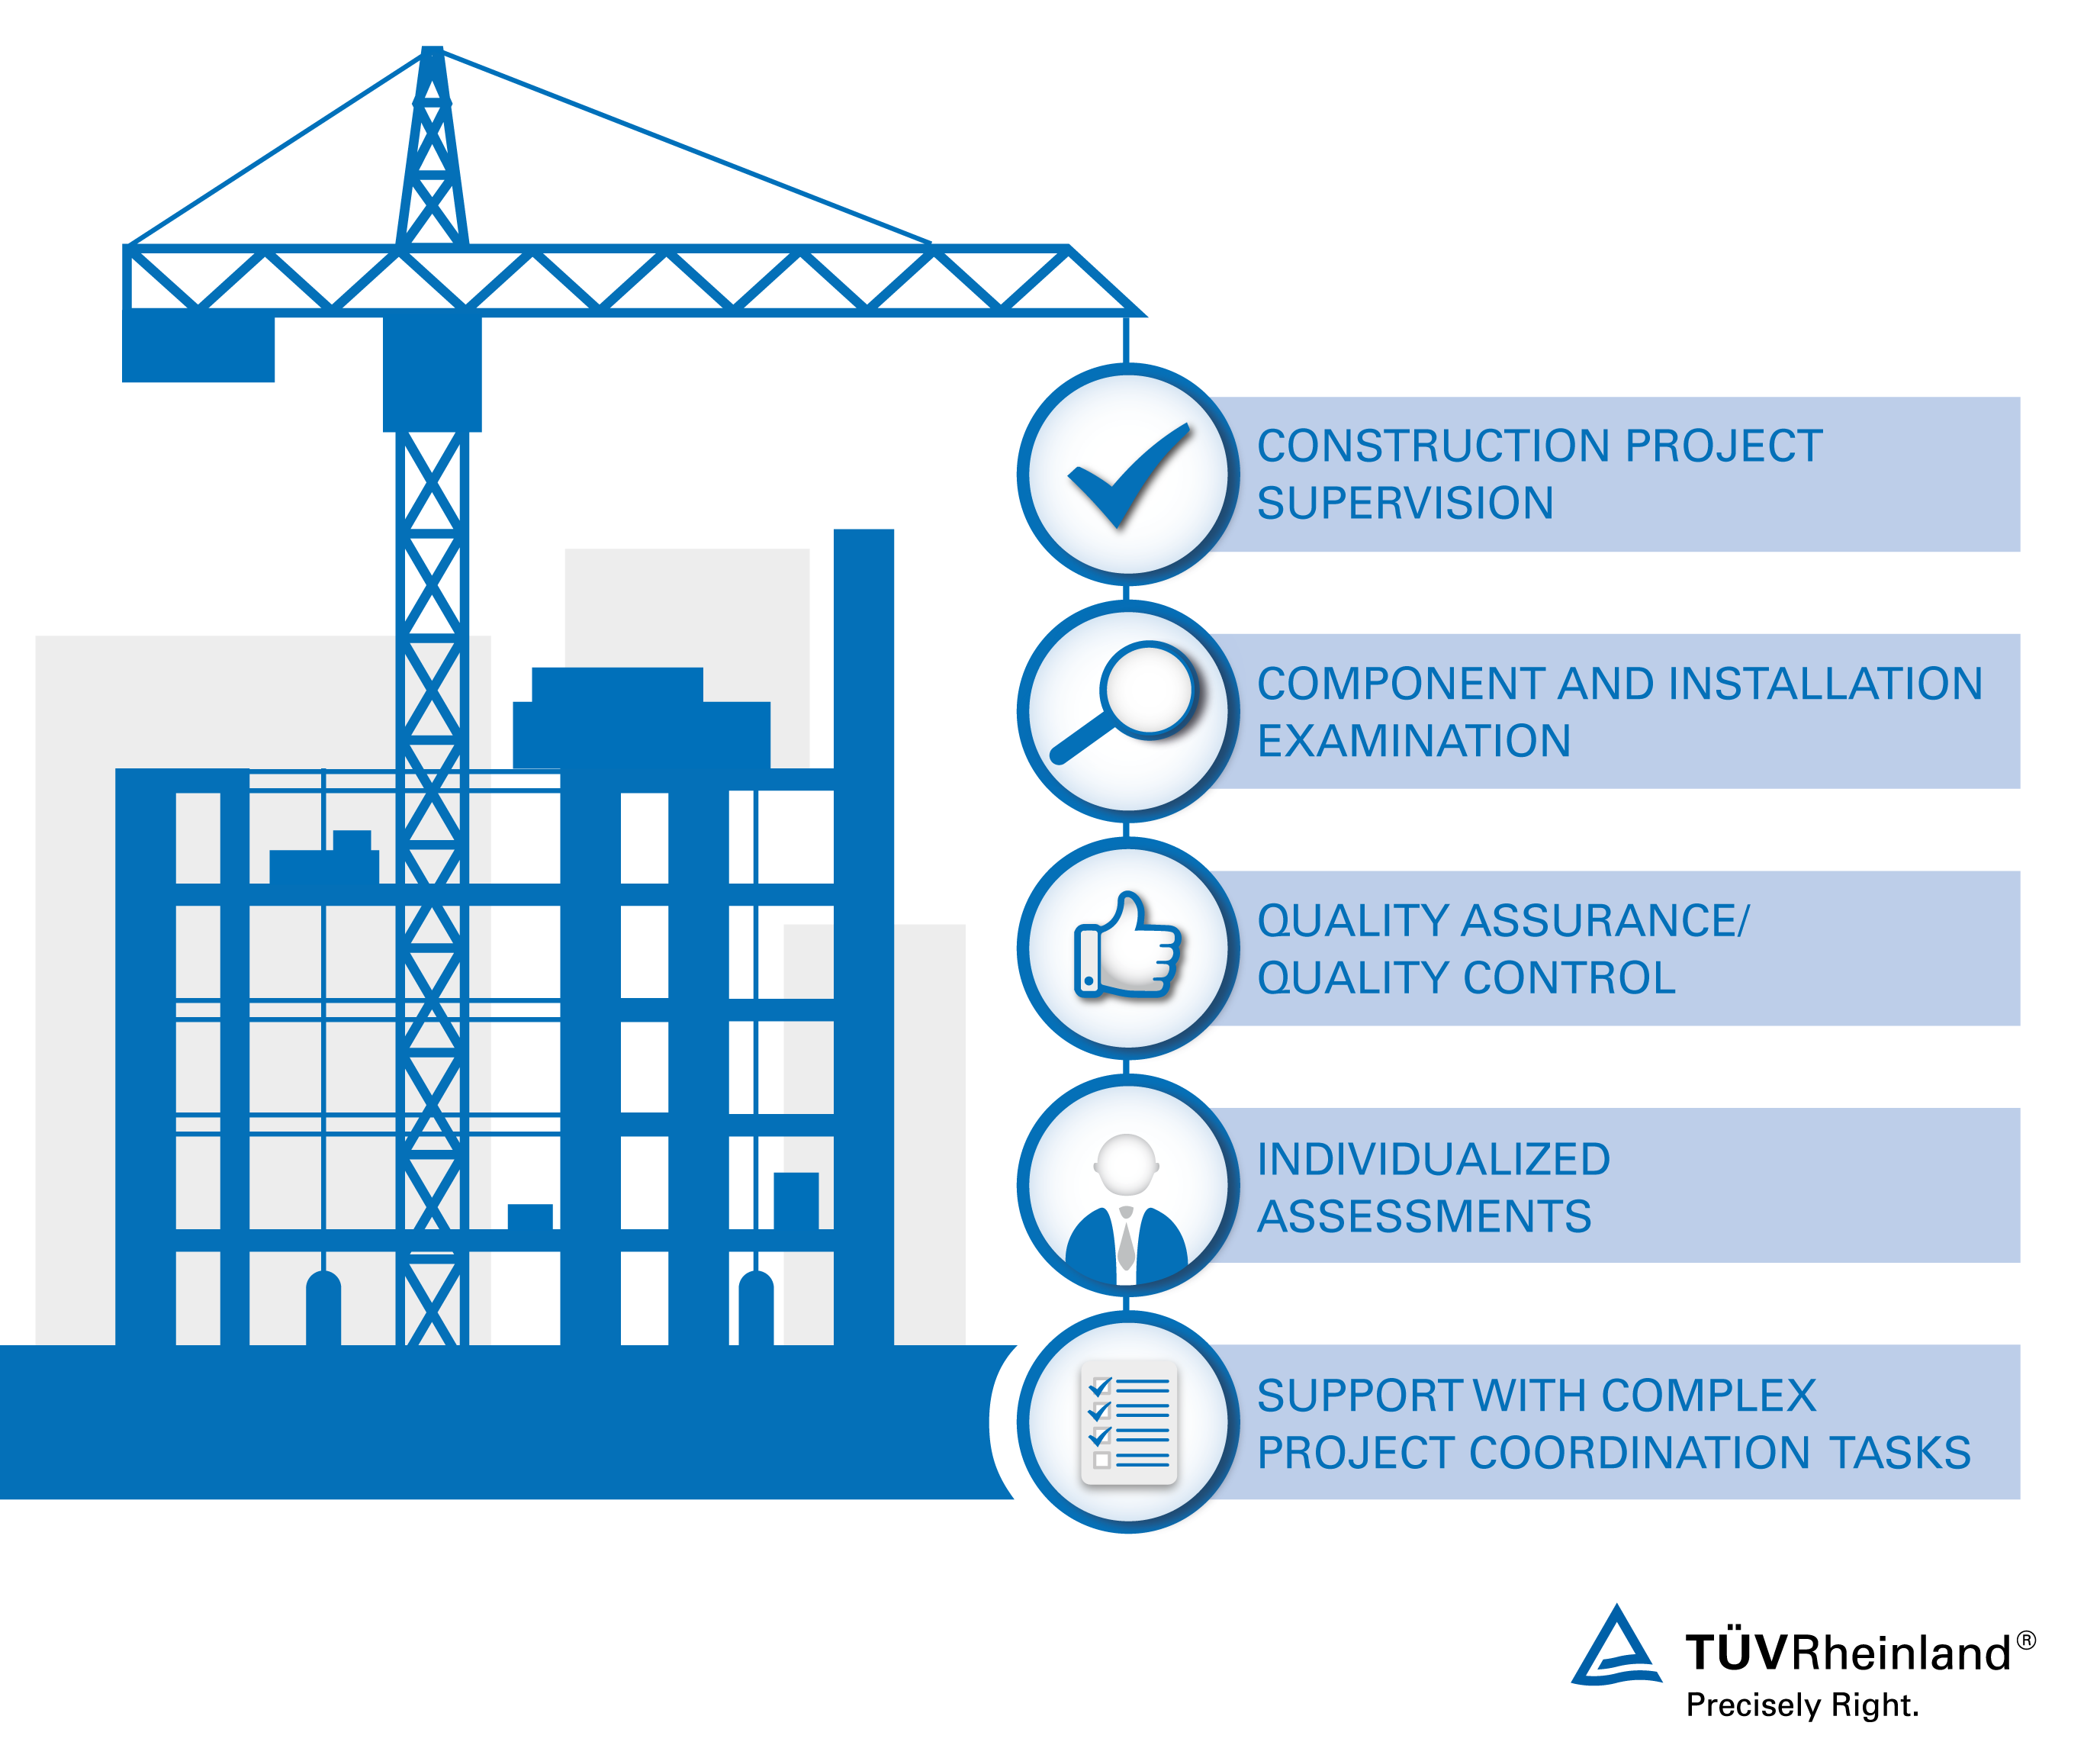 CONSTRUCTION PROJECT
SUPERVISION
COMPONENT AND INSTALLATION
EXAMINATION
QUALITY ASSURANCE/
QUALITY CONTROL
INDIVIDUALIZED
ASSESSMENTS
SUPPORT WITH COMPLEX
PROJECT COORDINATION TASKS
TÜVRheinland®
Precisely Right.